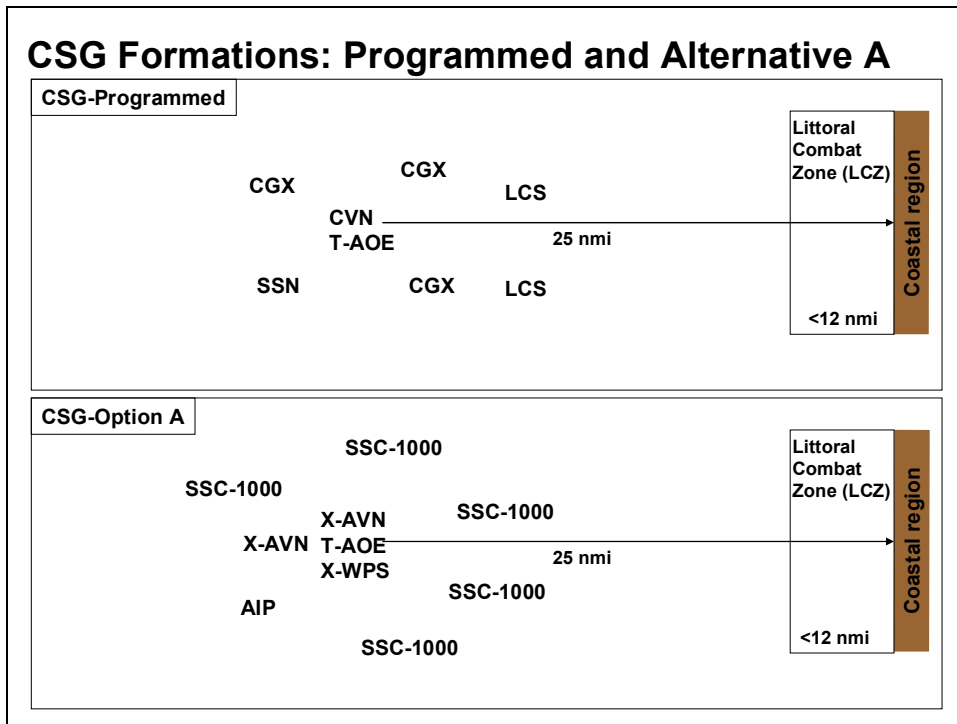 CSG Formations: Programmed and Alternative A
CSG-Programmed
CGX
CGX
LCS
CVN
T-AOE
25 nmi
SSN
CGX
LCS
Littoral
Combat
Zone (LCZ)
<12 nmi
Coastal region
CSG-Option A
SSC-1000
SSC-1000
SSC-1000
X-AVN
X-AVN
T-AOE
X-WPS
25 nmi
SSC-1000
AIP
SSC-1000
Littoral
Combat
Zone (LCZ)
<12 nmi
Coastal region